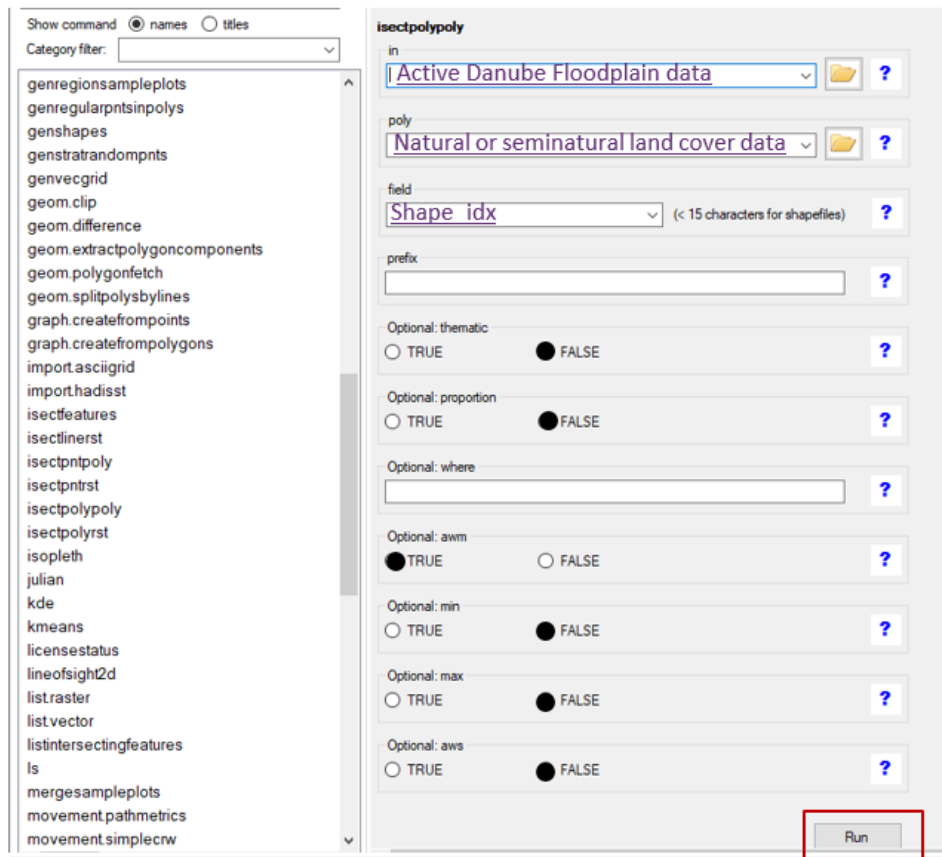 Show command names titles
Category filter:
genregionsampleplots
genregularpntsinpolys
genshapes
genstratrandompnts
genvecgrid
geom.clip
geom.difference
geom.extractpolygoncomponents
geom.polygonfetch
geom.splitpolysbylines
graph.createfrompoints
graph.createfrompolygons
import.asciigrid
import.hadisst
isectfeatures
isectlinerst
isectpntpoly
isectpntrst
isectpolypoly
isectpolyrst
isopleth
julian
kde
kmeans
licensestatus
lineofsight2d
list.raster
list.vector
listintersectingfeatures
ls
mergesampleplots
movement.pathmetrics
movement.simplecrw
isectpolypoly
in
Active Danube Floodplain data ?
poly
Natural or seminatural land cover data ?
field
Shape_idx (< 15 characters for shapefiles) ?
prefix
?
Optional: thematic
TRUE FALSE ?
Optional: proportion
TRUE FALSE ?
Optional: where
?
Optional: awm
TRUE FALSE ?
Optional: min
TRUE FALSE ?
Optional: max
TRUE FALSE ?
Optional: aws
TRUE FALSE ?
Run